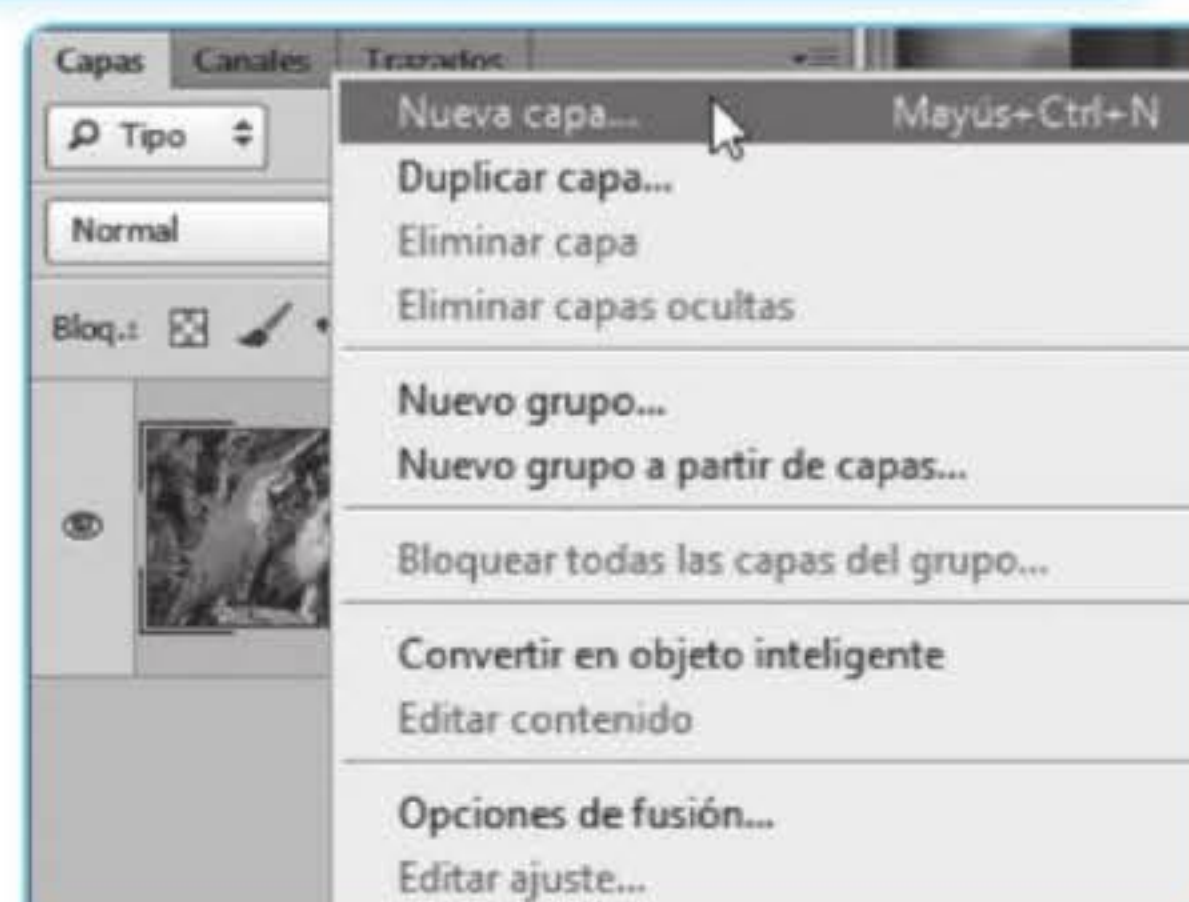 Capas Canales Trazados
Tipo
Nueva capa... Mayús+Ctrl+N
Duplicar capa...
Normal
Eliminar capa
Eliminar capas ocultas
Bloq.:
Nuevo grupo...
Nuevo grupo a partir de capas...
Bloquear todas las capas del grupo...
Convertir en objeto inteligente
Editar contenido
Opciones de fusión...
Editar ajuste...